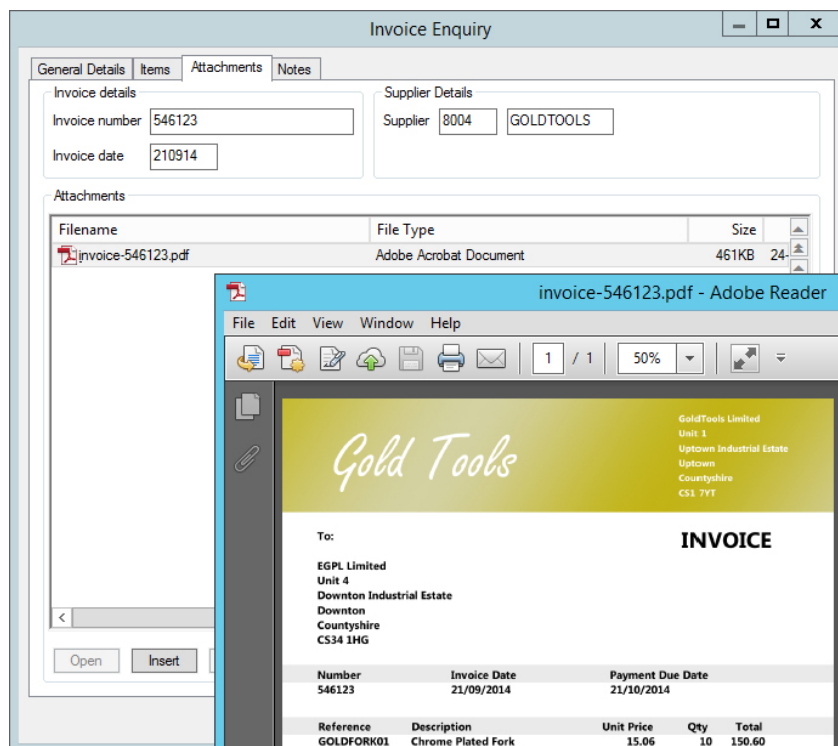 Invoice Enquiry
General Details Items Attachments Notes
Invoice details
Invoice number 546123
Invoice date 210914
Supplier Details
Supplier 8004 GOLDTOOLS
Attachments
Filename File Type Size
invoice-546123.pdf Adobe Acrobat Document 461KB 24-
Open Insert
invoice-546123.pdf - Adobe Reader
File Edit View Window Help
1 / 1 50%
Gold Tools
GoldTools Limited
Unit 1
Uptown Industrial Estate
Uptown
Countyshire
CS1 7YT
To:
INVOICE
EGPL Limited
Unit 4
Downton Industrial Estate
Downton
Countyshire
CS34 1HG
Number Invoice Date Payment Due Date
546123 21/09/2014 21/10/2014
Reference Description Unit Price Qty Total
GOLDFORK01 Chrome Plated Fork 15.06 10 150.60